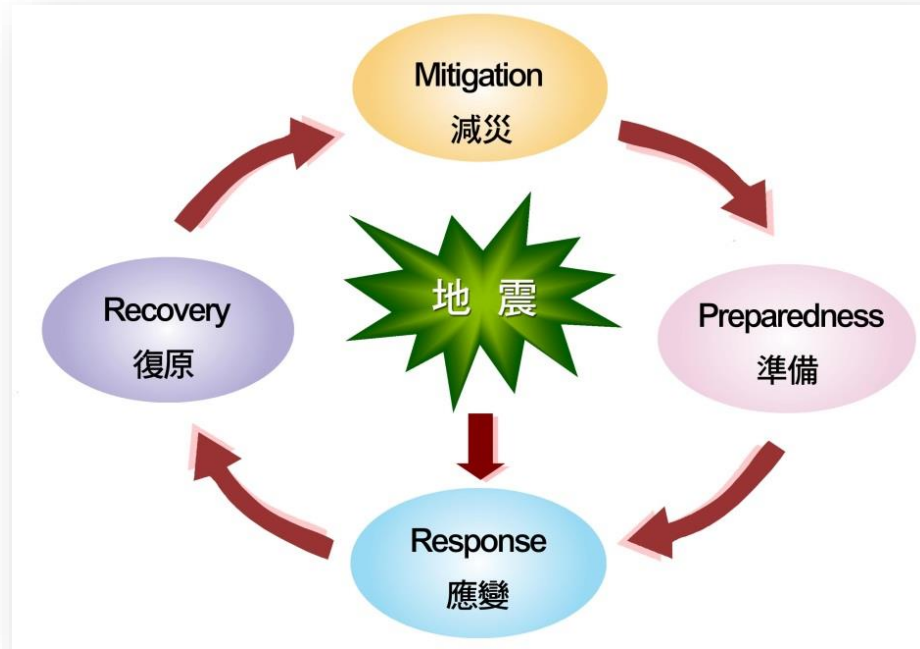 Mitigation
減災
地震
Recovery
復原
Preparedness
準備
Response
應變